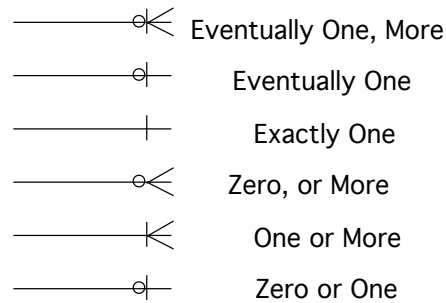 Eventually One, More
Eventually One
Exactly One
Zero, or More
One or More
Zero or One